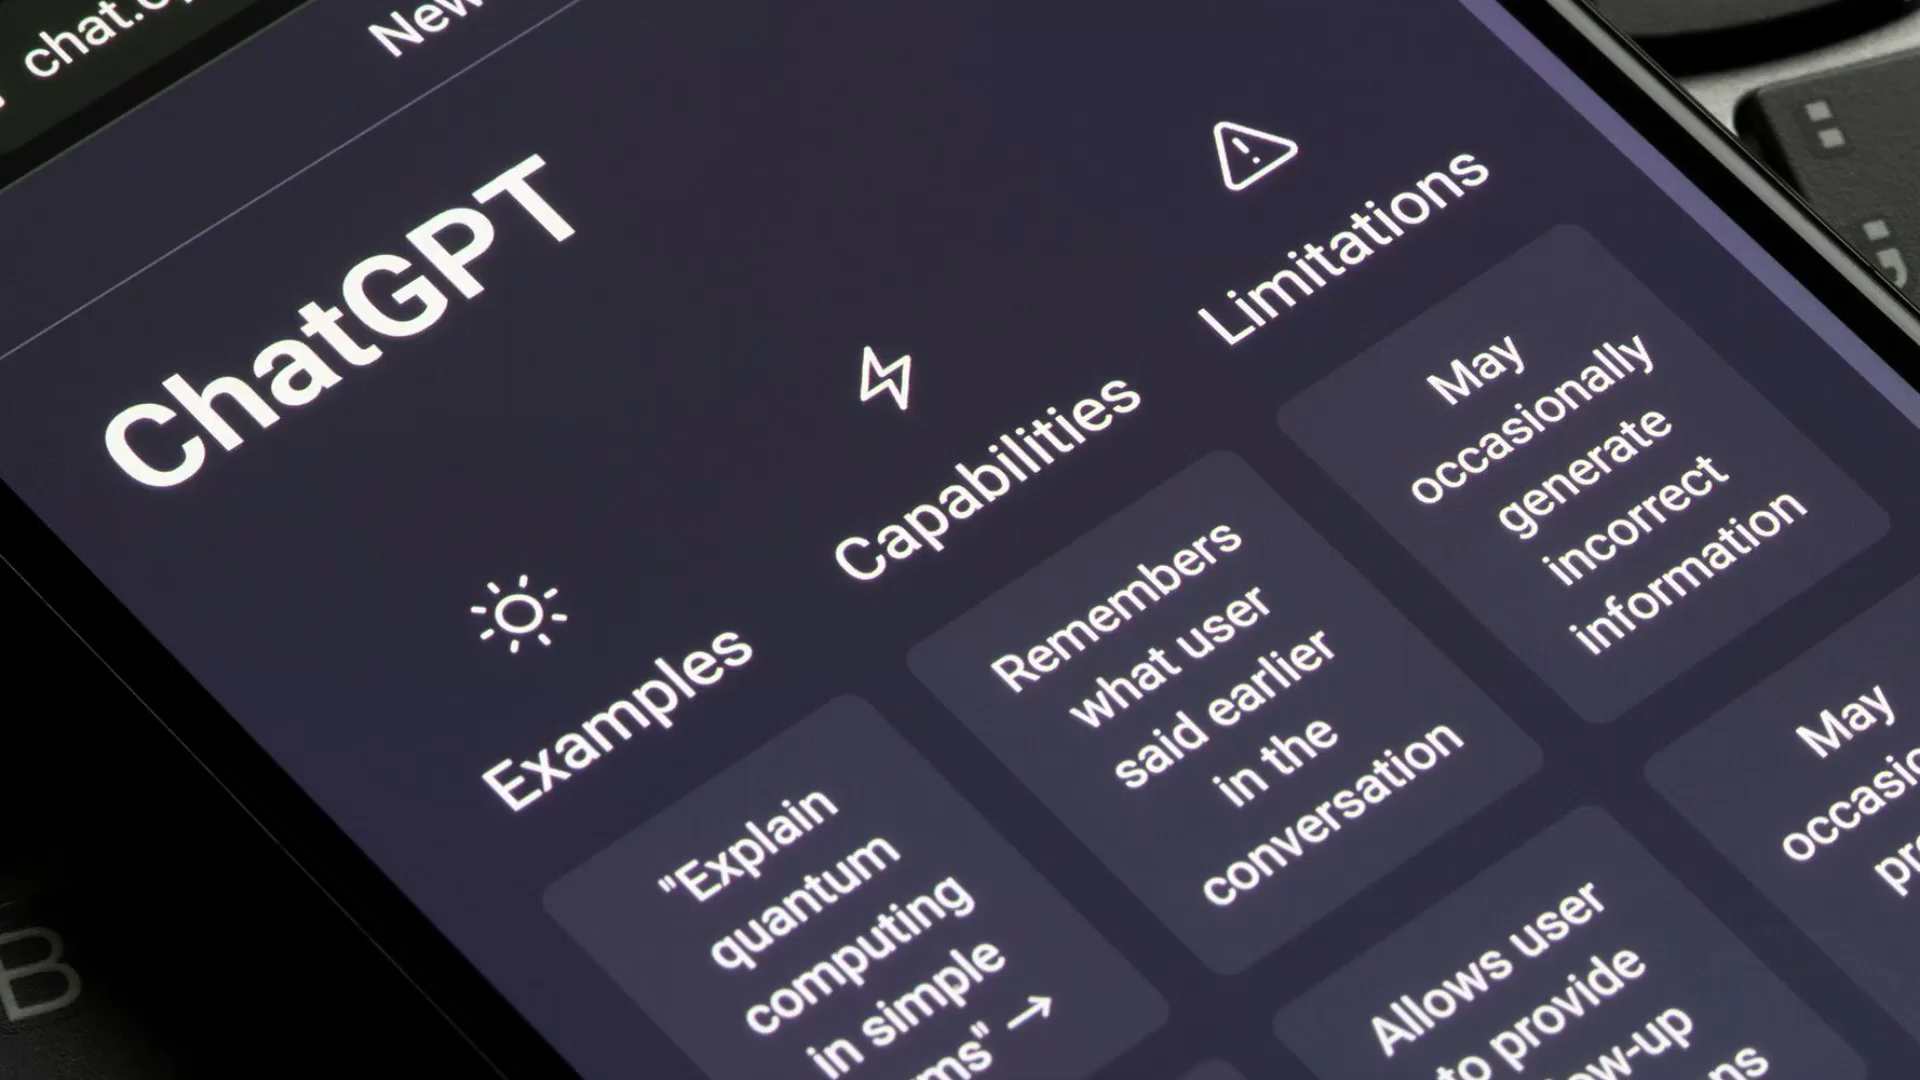 New
ChatGPT
Examples
"Explain
quantum
computing
in simple
Capabilities
Remembers
what user
said earlier
in the
conversation
Allows user
to provide
Limitations
May
occasionally
generate
incorrect
information
May
B